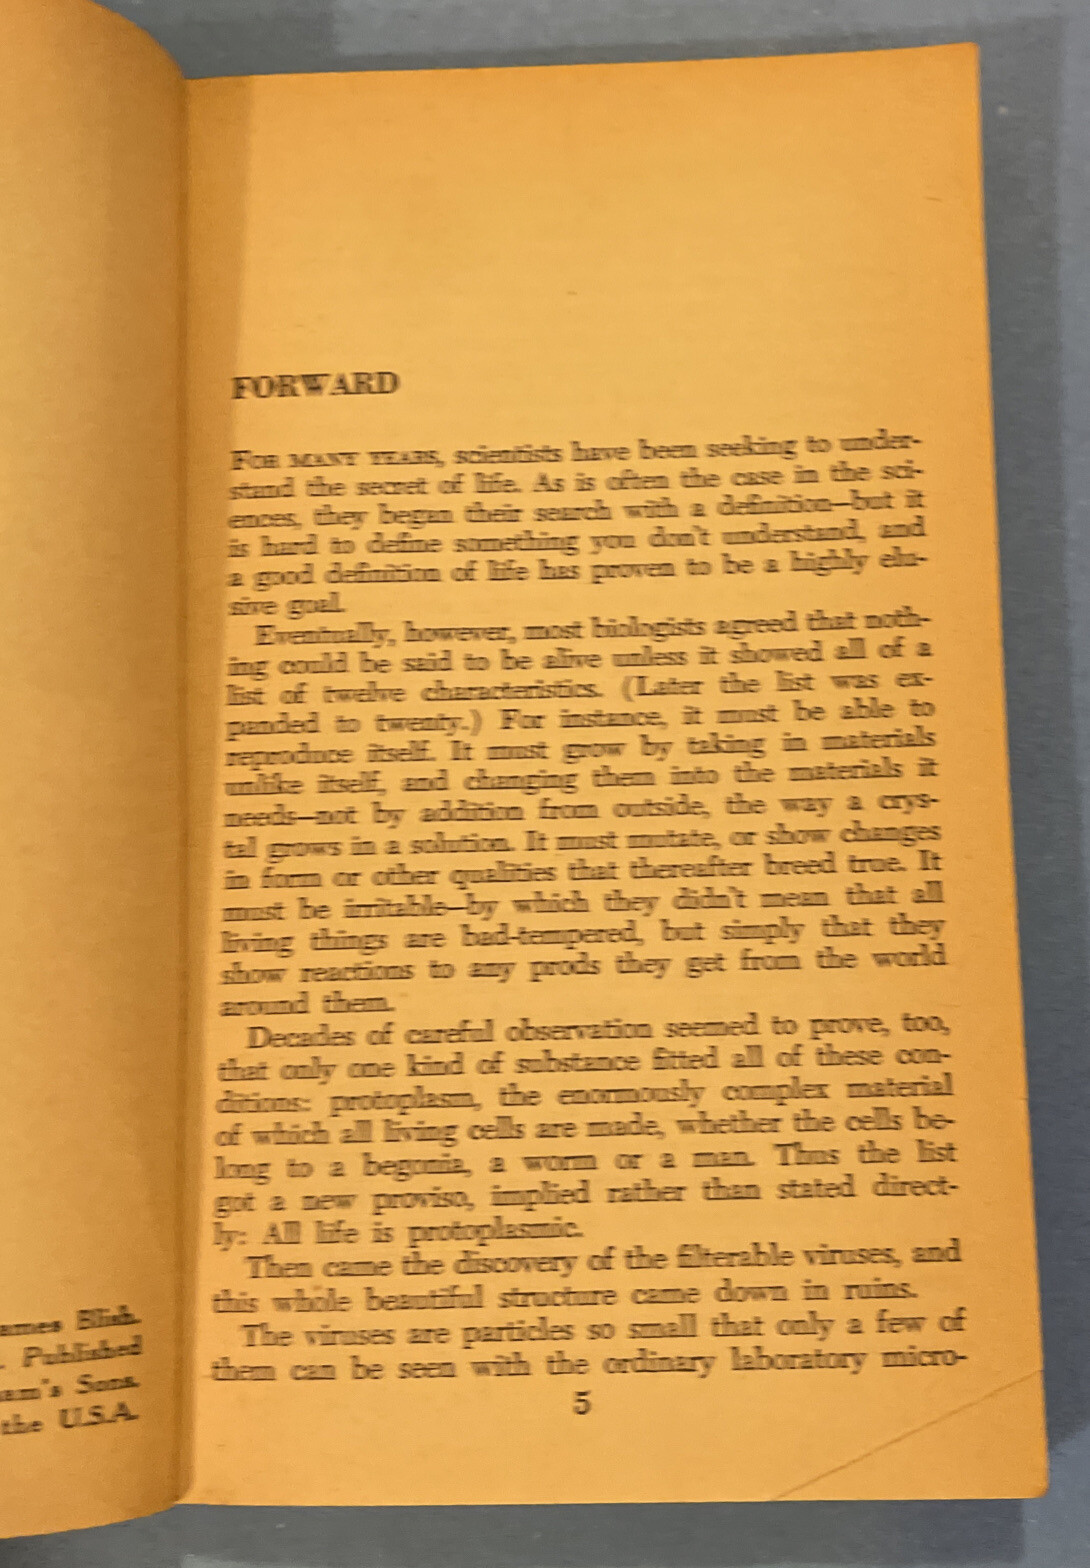 ames Blish.
. Published
am's Sons.
the U.S.A.
FORWARD
FOR MANY YEARS, scientists have been seeking to under-
stand the secret of life. As is often the case in the sci-
ences, they began their search with a definition—but it
is hard to define something you don't understand, and
a good definition of life has proven to be a highly elu-
sive goal.
Eventually, however, most biologists agreed that noth-
ing could be said to be alive unless it showed all of a
list of twelve characteristics. (Later the list was ex-
panded to twenty.) For instance, it must be able to
reproduce itself. It must grow by taking in materials
unlike itself, and changing them into the materials it
needs—not by addition from outside, the way a crys-
tal grows in a solution. It must mutate, or show changes
in form or other qualities that thereafter breed true. It
must be irritable—by which they didn't mean that all
living things are bad-tempered, but simply that they
show reactions to any prods they get from the world
around them.
Decades of careful observation seemed to prove, too,
that only one kind of substance fitted all of these con-
ditions: protoplasm, the enormously complex material
of which all living cells are made, whether the cells be-
long to a begonia, a worm or a man. Thus the list
got a new proviso, implied rather than stated direct-
ly: All life is protoplasmic.
Then came the discovery of the filterable viruses, and
this whole beautiful structure came down in ruins.
The viruses are particles so small that only a few of
them can be seen with the ordinary laboratory micro-
5